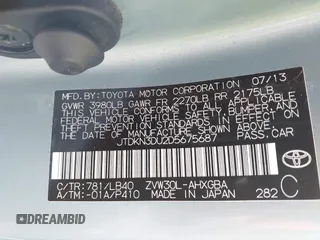 MFD.BY:TOYOTA MOTOR CORPORATION 07/13
GVWR 3980LB GAWR FR 2270LB RR 2175LB
THIS VEHICLE CONFORMS TO ALL APPLICABLE
FEDERAL MOTOR VEHICLE SAFETY, BUMPER, AND
THEFT PREVENTION STANDARDS IN EFFECT ON
THE DATE OF MANUFACTURE SHOWN ABOVE.
JTDKN3DU2D5675687
PASS. CAR
C/TR:781/LB40 ZVW30L-AHXGBA
A/TM:-01A/P410 MADE IN JAPAN 282
C
TOYOTA
DREAMBID